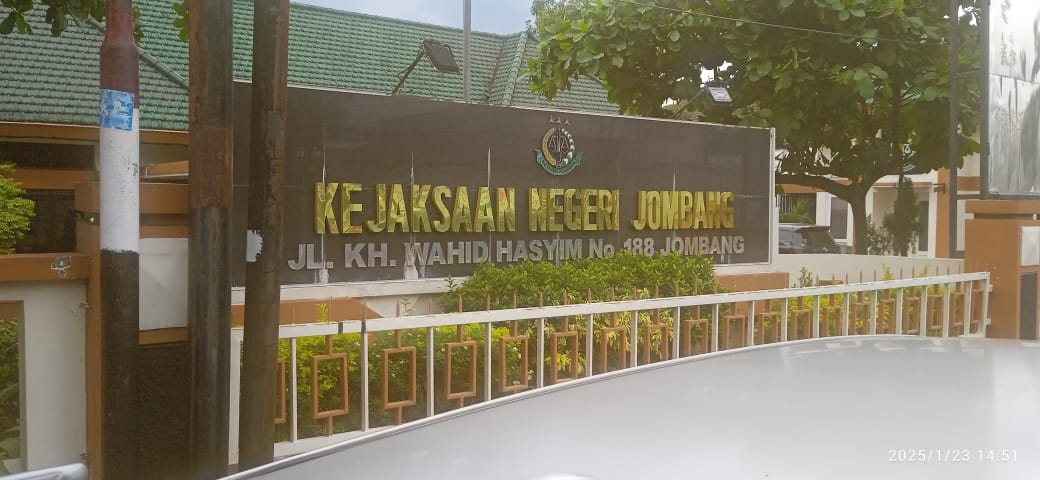 KEJAKSAAN NEGERI JOMBANG
JL. KH. WAHID HASYIM No. 188 JOMBANG
2025/1/23 14:51